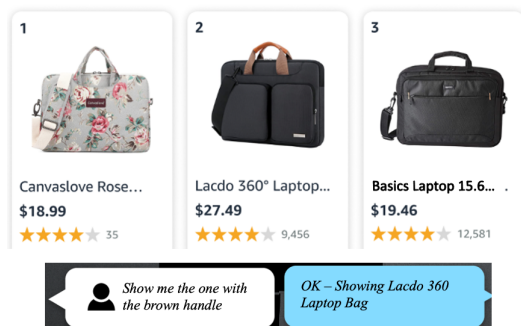 1
2
3
Canvaslove Rose...
Lacdo 360° Laptop...
Basics Laptop 15.6... .
$18.99
$27.49
$19.46
35
9,456
12,581
Show me the one with
the brown handle
OK – Showing Lacdo 360
Laptop Bag